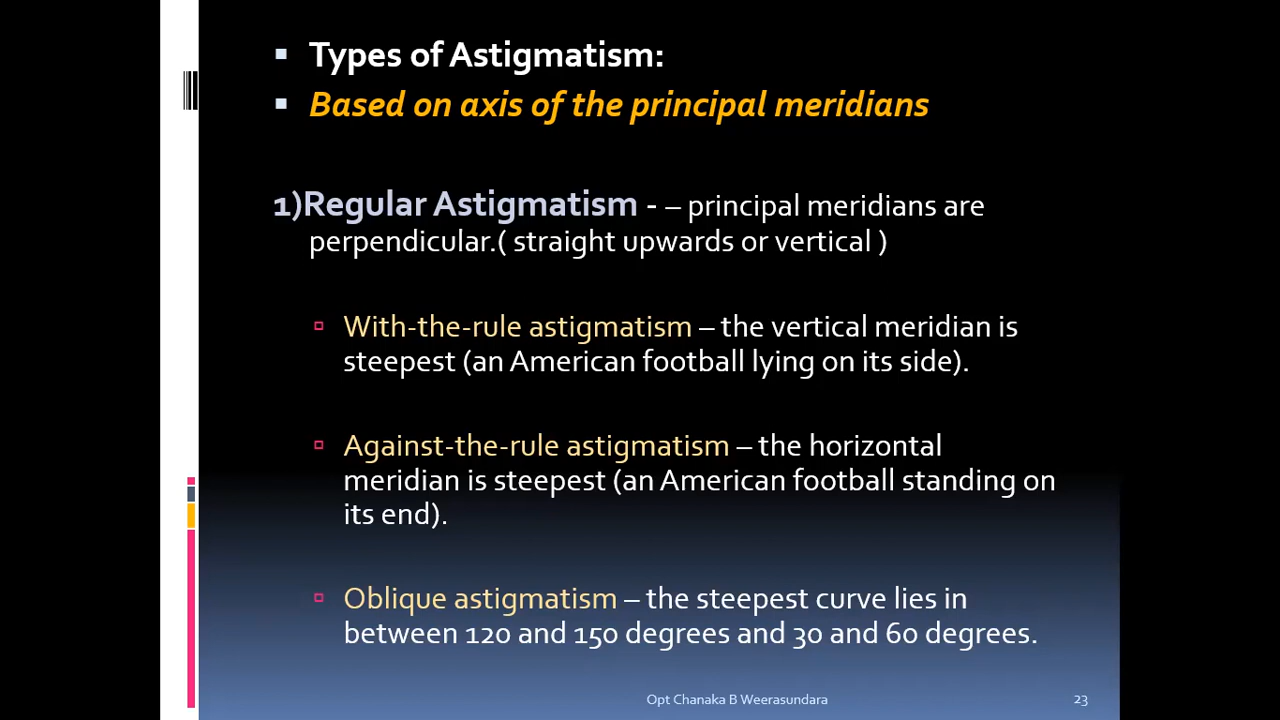 Types of Astigmatism:
Based on axis of the principal meridians
1)Regular Astigmatism - – principal meridians are
perpendicular.( straight upwards or vertical )
With-the-rule astigmatism – the vertical meridian is
steepest (an American football lying on its side).
Against-the-rule astigmatism – the horizontal
meridian is steepest (an American football standing on
its end).
Oblique astigmatism – the steepest curve lies in
between 120 and 150 degrees and 30 and 60 degrees.
Opt Chanaka B Weerasundara
23